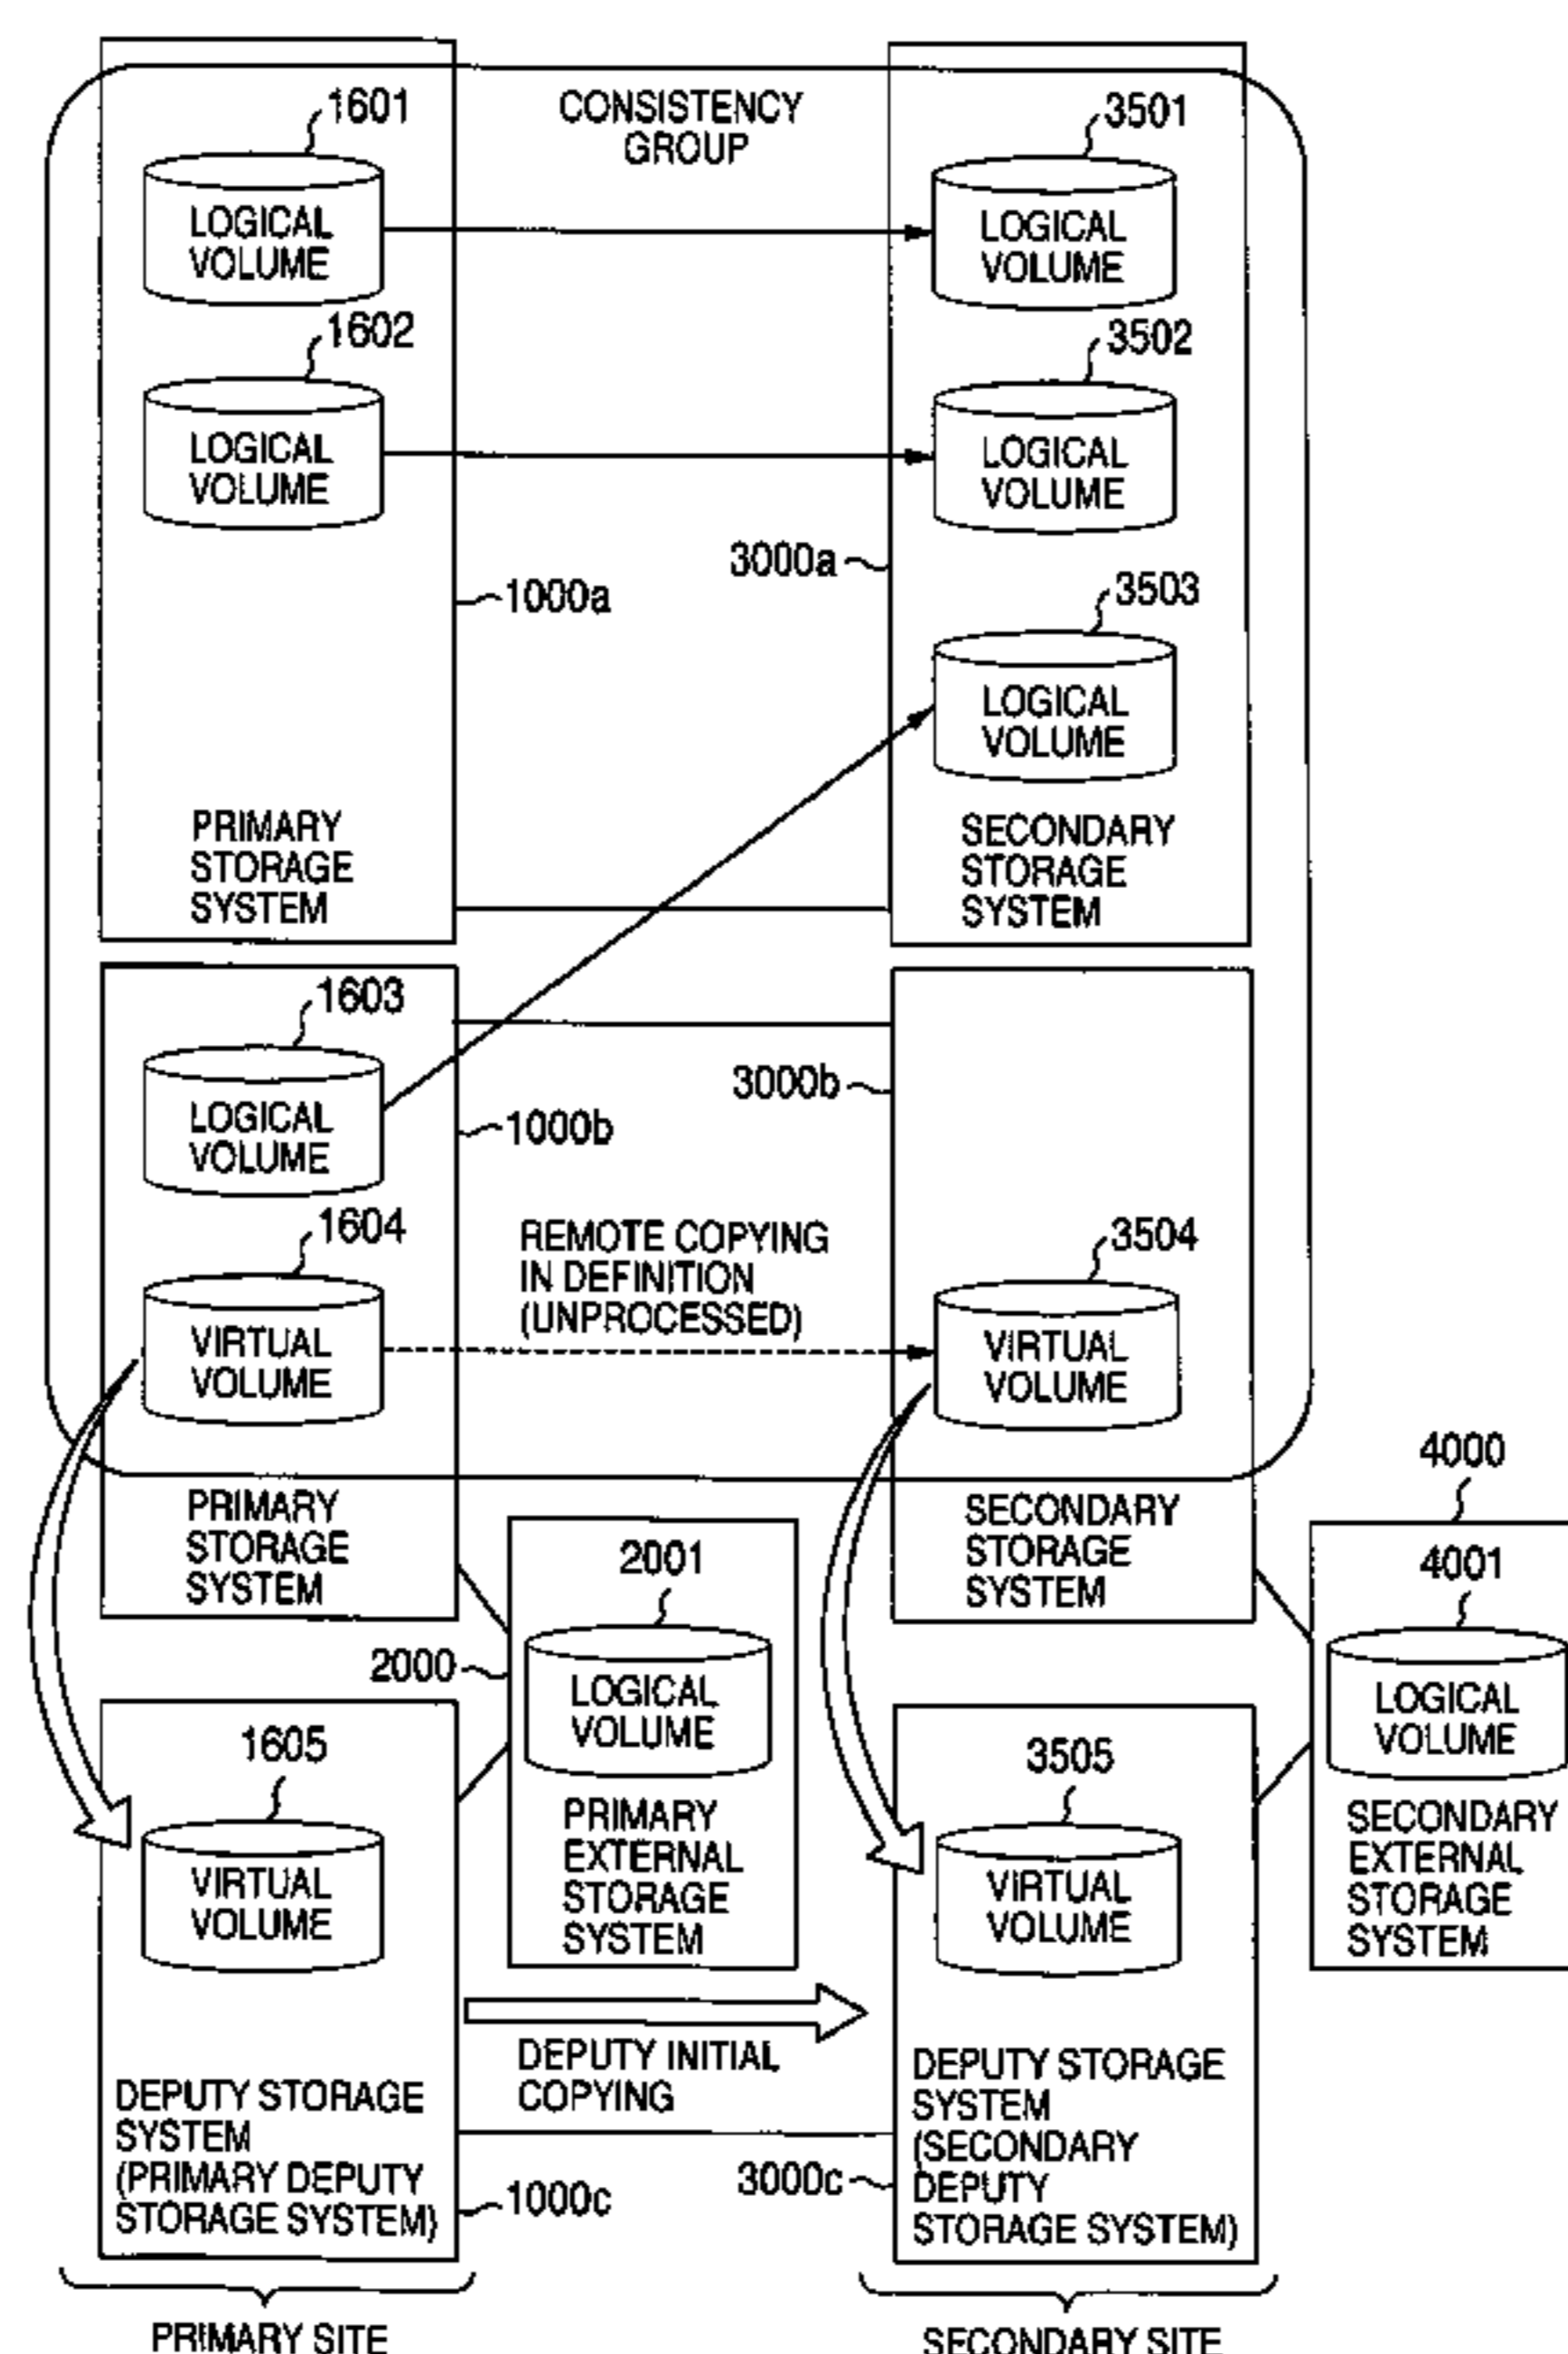 CONSISTENCY
GROUP
1601
LOGICAL
VOLUME
3501
LOGICAL
VOLUME
1602
LOGICAL
VOLUME
3502
LOGICAL
VOLUME
3000a
1000a
3503
LOGICAL
VOLUME
PRIMARY
STORAGE
SYSTEM
SECONDARY
STORAGE
SYSTEM
1603
LOGICAL
VOLUME
1000b
3000b
1604
VIRTUAL
VOLUME
REMOTE COPYING
IN DEFINITION
(UNPROCESSED)
3504
VIRTUAL
VOLUME
PRIMARY
STORAGE
SYSTEM
SECONDARY
STORAGE
SYSTEM
2000
2001
LOGICAL
VOLUME
PRIMARY
EXTERNAL
STORAGE
SYSTEM
4000
4001
LOGICAL
VOLUME
SECONDARY
EXTERNAL
STORAGE
SYSTEM
1605
VIRTUAL
VOLUME
3505
VIRTUAL
VOLUME
DEPUTY INITIAL
COPYING
DEPUTY STORAGE
SYSTEM
(PRIMARY DEPUTY
STORAGE SYSTEM)
1000c
3000c
DEPUTY STORAGE
SYSTEM
(SECONDARY
DEPUTY
STORAGE SYSTEM)
PRIMARY SITE
SECONDARY SITE